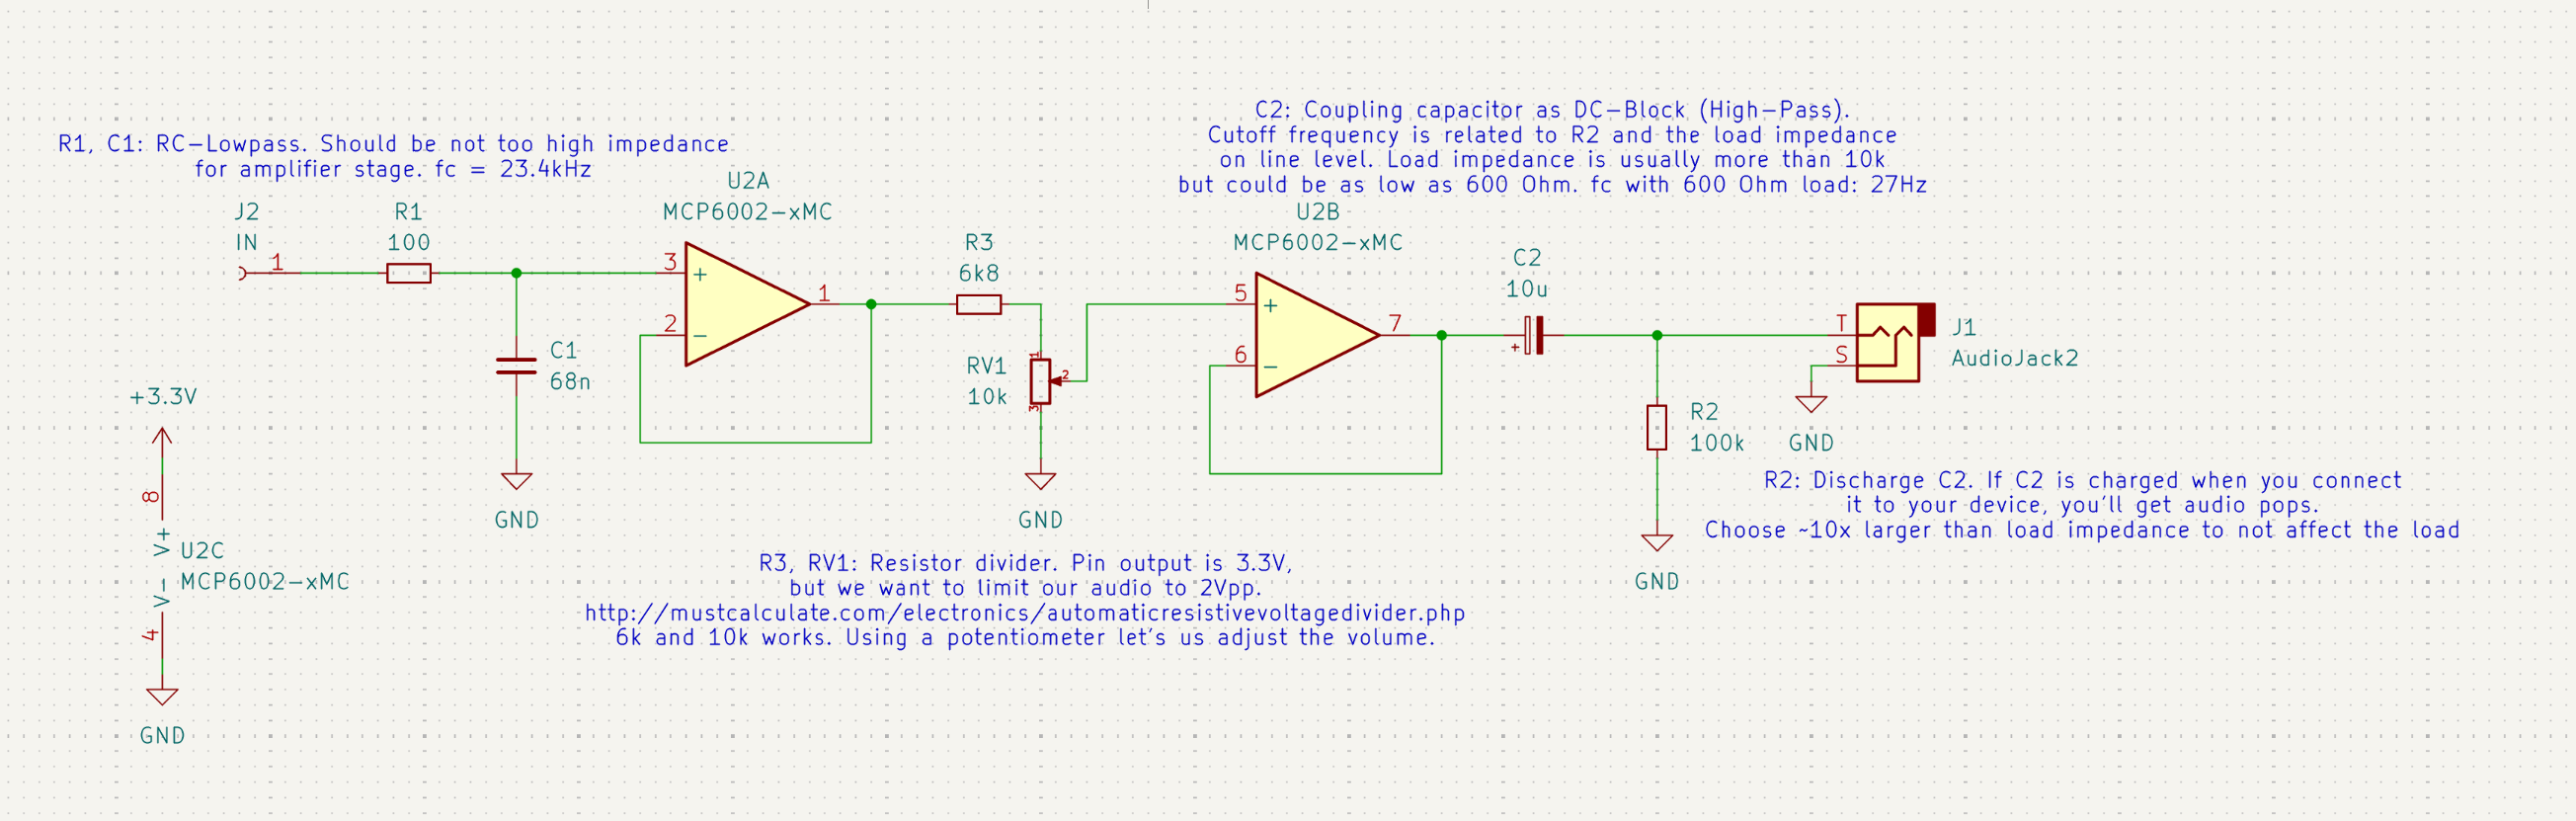 C2: Coupling capacitor as DC-Block (High-Pass).
Cutoff frequency is related to R2 and the load impedance
on line level. Load impedance is usually more than 10k
but could be as low as 600 Ohm. fc with 600 Ohm load: 27Hz
R1, C1: RC-Lowpass. Should be not too high impedance
for amplifier stage. fc = 23.4kHz
J2
IN
1
R1
100
C1
68n
GND
U2A
MCP6002-xMC
3
+
2
-
1
R3
6k8
RV1
10k
1
2
3
GND
U2B
MCP6002-xMC
5
+
6
-
7
C2
10u
+
R2
100k
GND
T
S
J1
AudioJack2
GND
+3.3V
8
V+
U2C
MCP6002-xMC
V-
4
GND
R2: Discharge C2. If C2 is charged when you connect
it to your device, you'll get audio pops.
Choose ~10x larger than load impedance to not affect the load
R3, RV1: Resistor divider. Pin output is 3.3V,
but we want to limit our audio to 2Vpp.
http://mustcalculate.com/electronics/automaticresistivevoltagedivider.php
6k and 10k works. Using a potentiometer let's us adjust the volume.